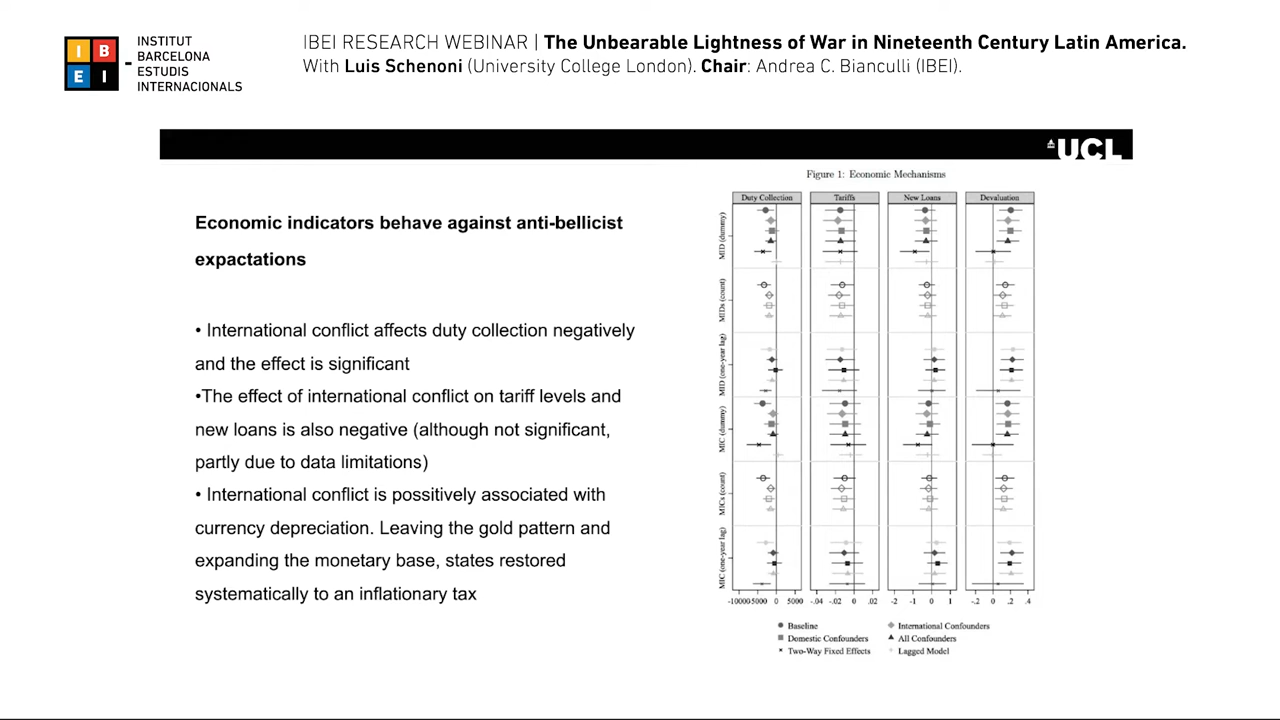 I B
E I
INSTITUT
BARCELONA
ESTUDIS
INTERNACIONALS
IBEI RESEARCH WEBINAR | The Unbearable Lightness of War in Nineteenth Century Latin America.
With Luis Schenoni (University College London). Chair: Andrea C. Bianculli (IBEI).
UCL
Economic indicators behave against anti-bellicist
expactations
• International conflict affects duty collection negatively
and the effect is significant
•The effect of international conflict on tariff levels and
new loans is also negative (although not significant,
partly due to data limitations)
• International conflict is possitively associated with
currency depreciation. Leaving the gold pattern and
expanding the monetary base, states restored
systematically to an inflationary tax
Figure 1: Economic Mechanisms
Duty Collection Tariffs New Loans Devaluation
MID (dummy)
MIDs (count)
MID (one-year lag)
MIC (dummy)
MICs (count)
MIC (one-year lag)
-10000-5000 0 5000 -.04 -.02 0 .02 -2 -1 0 1 -.2 0 .2 .4
Baseline International Confounders
Domestic Confounders All Confounders
Two-Way Fixed Effects Lagged Model